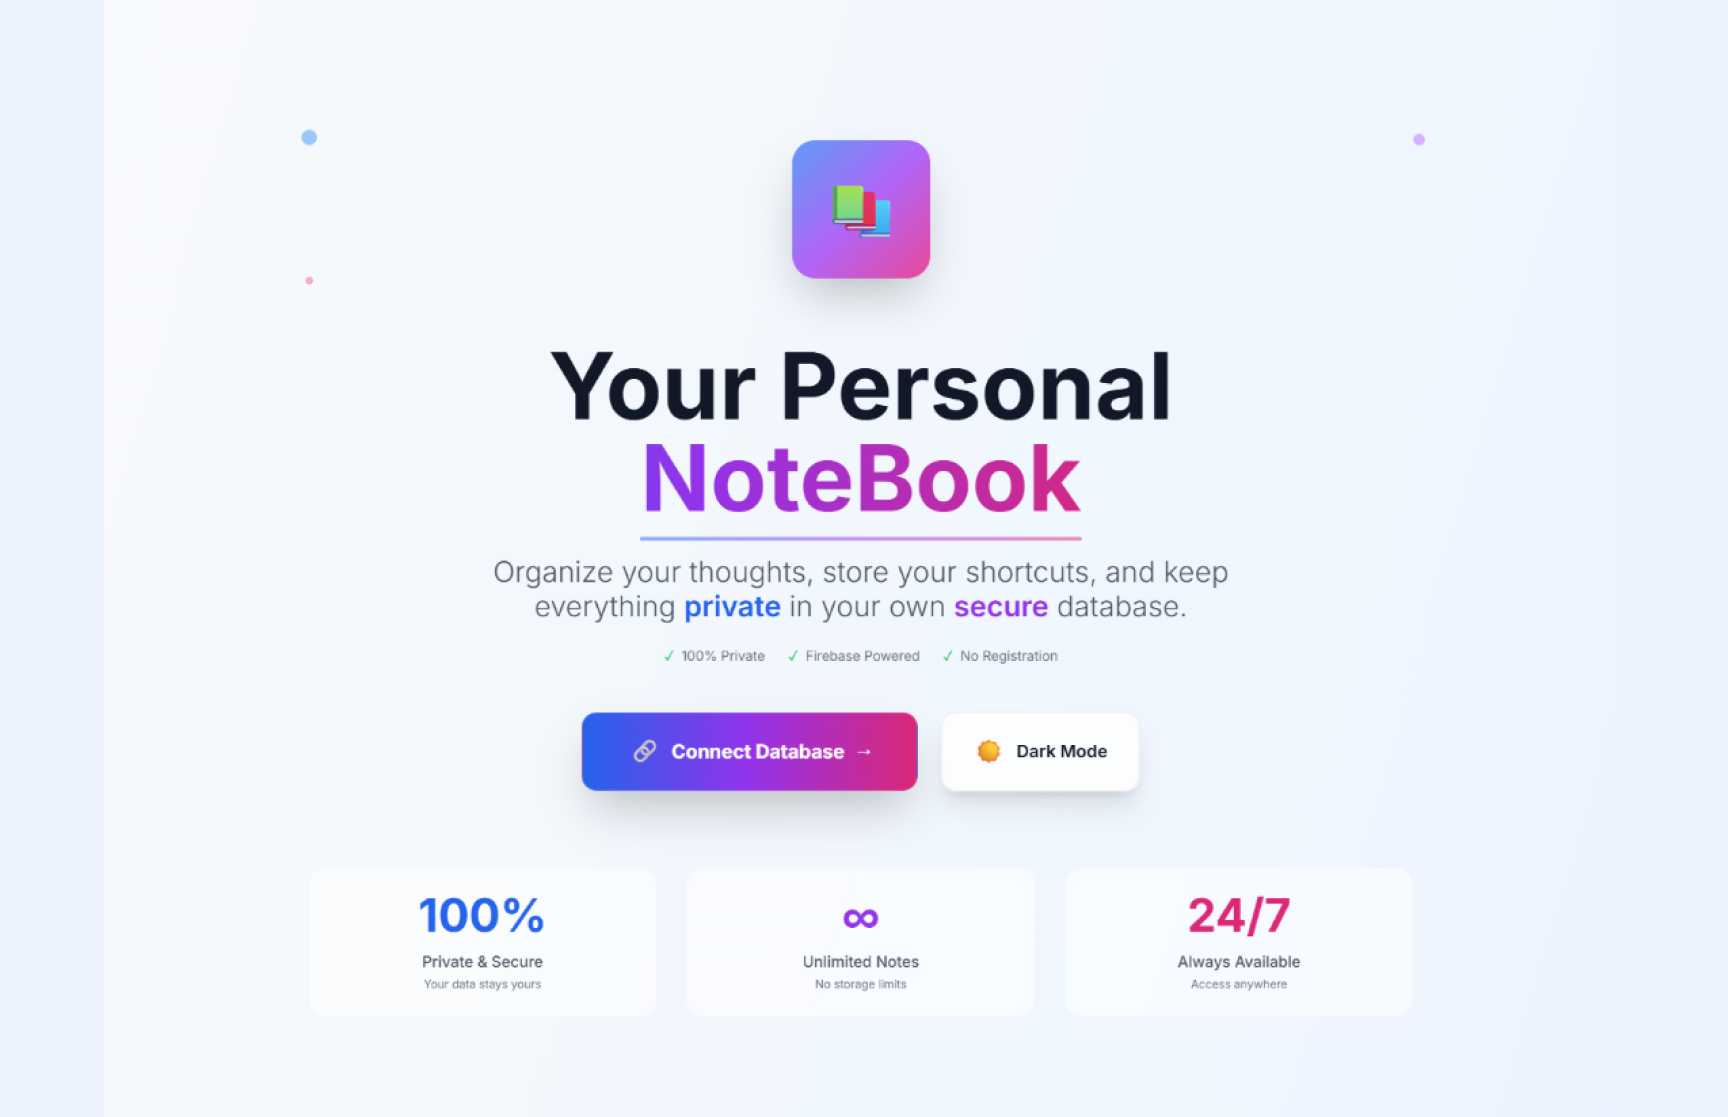 Your Personal
NoteBook
Organize your thoughts, store your shortcuts, and keep
everything private in your own secure database.
✓ 100% Private ✓ Firebase Powered ✓ No Registration
Connect Database →
Dark Mode
100%
Private & Secure
Your data stays yours
∞
Unlimited Notes
No storage limits
24/7
Always Available
Access anywhere